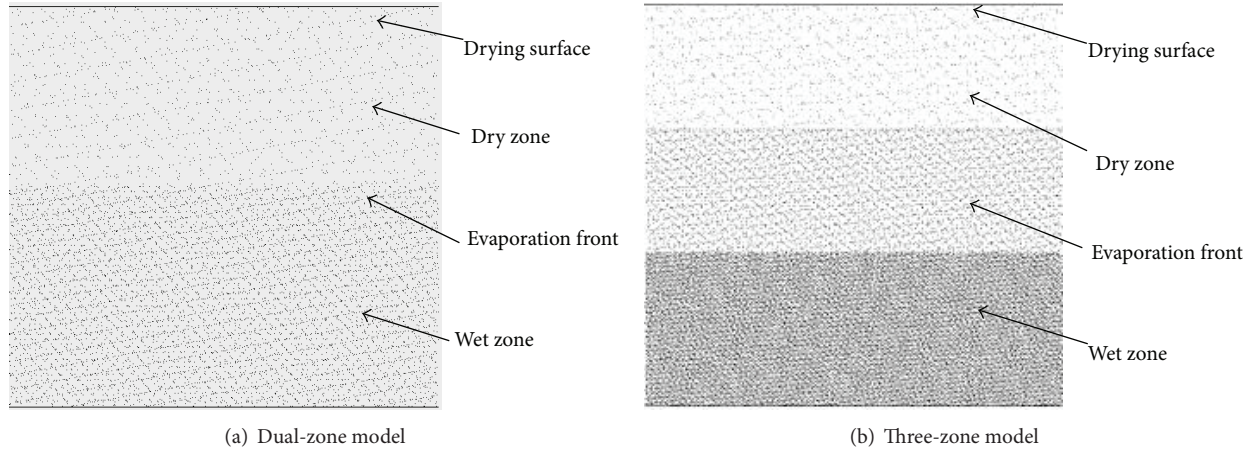 Drying surface
Dry zone
Evaporation front
Wet zone
(a) Dual-zone model
Drying surface
Dry zone
Evaporation front
Wet zone
(b) Three-zone model